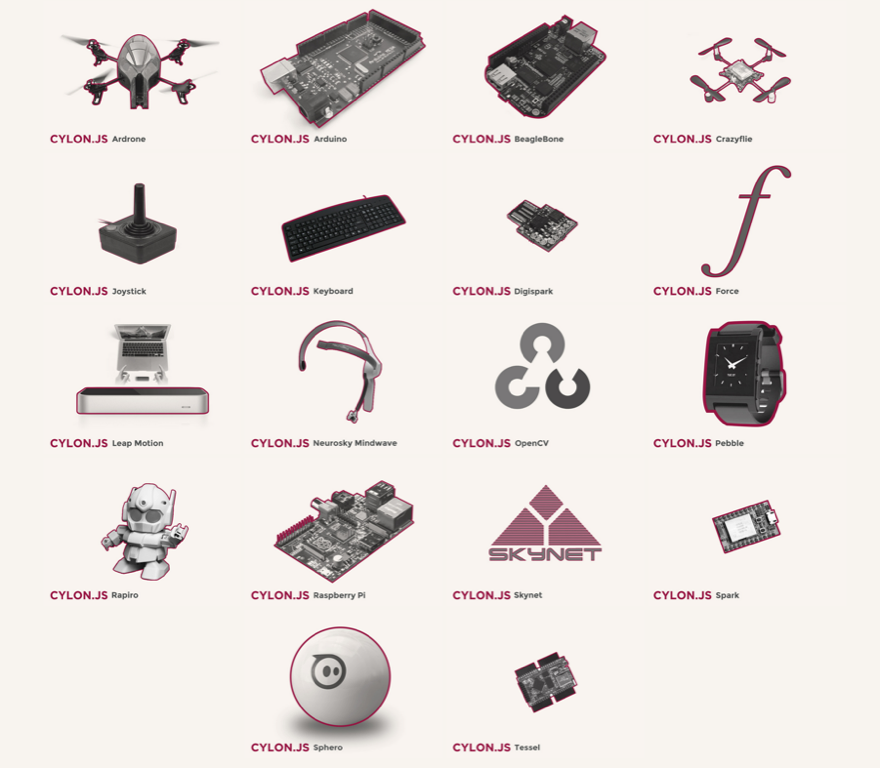 CYLON.JS Ardrone
CYLON.JS Arduino
CYLON.JS BeagleBone
CYLON.JS Crazyflie
CYLON.JS Joystick
CYLON.JS Keyboard
CYLON.JS Digispark
CYLON.JS Force
CYLON.JS Leap Motion
CYLON.JS Neurosky Mindwave
CYLON.JS OpenCV
CYLON.JS Pebble
SKYNET
CYLON.JS Rapiro
CYLON.JS Raspberry Pi
CYLON.JS Skynet
CYLON.JS Spark
CYLON.JS Sphero
CYLON.JS Tessel